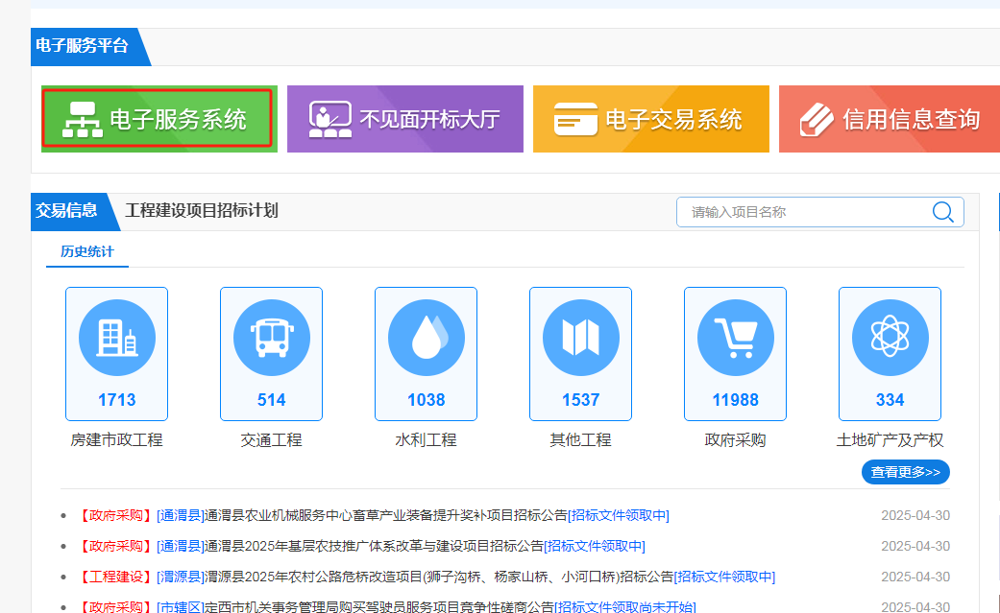 电子服务平台
电子服务系统 不见面开标大厅 电子交易系统 信用信息查询
交易信息 工程建设项目招标计划 请输入项目名称
历史统计
1713 514 1038 1537 11988 334
房建市政工程 交通工程 水利工程 其他工程 政府采购 土地矿产及产权
查看更多>>
【政府采购】[通渭县]通渭县农业机械服务中心畜草产业装备提升奖补项目招标公告[招标文件领取中] 2025-04-30
【政府采购】[通渭县]通渭县2025年基层农技推广体系改革与建设项目招标公告[招标文件领取中] 2025-04-30
【工程建设】[渭源县]渭源县2025年农村公路危桥改造项目(狮子沟桥、杨家山桥、小河口桥)招标公告[招标文件领取中] 2025-04-30
【政府采购】[市辖区]定西市机关事务管理局购买驾驶员服务项目竞争性磋商公告[招标文件领取尚未开始] 2025-04-30